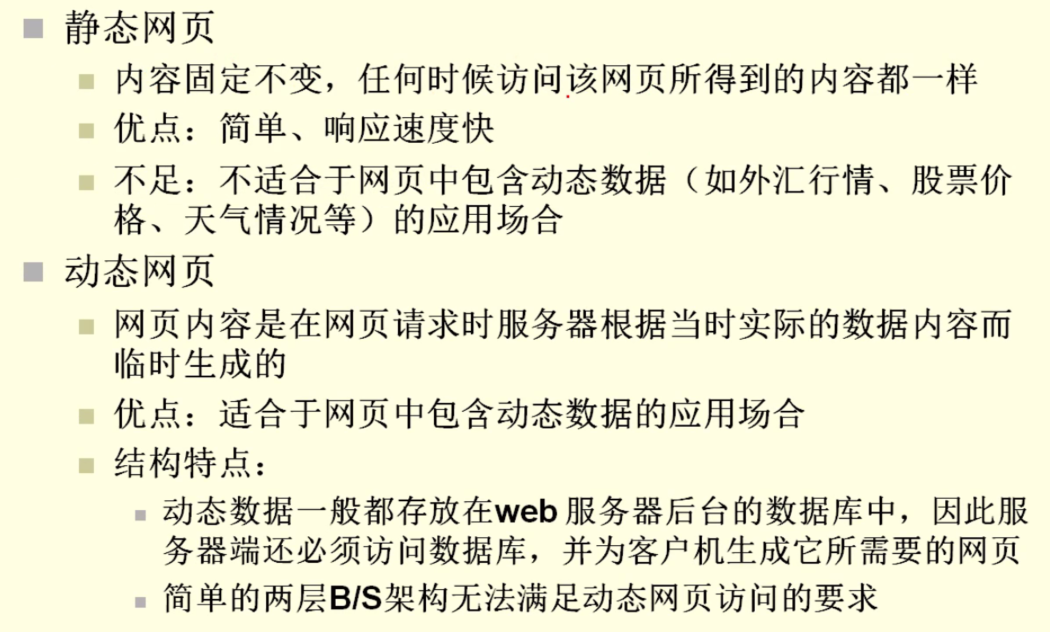 静态网页
内容固定不变，任何时候访问该网页所得到的内容都一样
优点：简单、响应速度快
不足：不适合于网页中包含动态数据（如外汇行情、股票价
格、天气情况等）的应用场合
动态网页
网页内容是在网页请求时服务器根据当时实际的数据内容而
临时生成的
优点：适合于网页中包含动态数据的应用场合
结构特点：
动态数据一般都存放在web 服务器后台的数据库中，因此服
务器端还必须访问数据库，并为客户机生成它所需要的网页
简单的两层B/S架构无法满足动态网页访问的要求